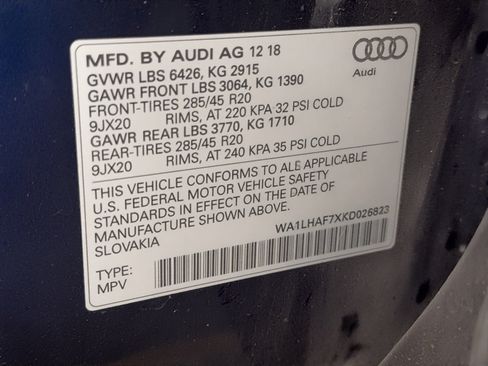 MFD. BY AUDI AG 12 18
GVWR LBS 6426, KG 2915
GAWR FRONT LBS 3064, KG 1390
FRONT-TIRES 285/45 R20
9JX20 RIMS, AT 220 KPA 32 PSI COLD
GAWR REAR LBS 3770, KG 1710
REAR-TIRES 285/45 R20
9JX20 RIMS, AT 240 KPA 35 PSI COLD
THIS VEHICLE CONFORMS TO ALL APPLICABLE
U.S. FEDERAL MOTOR VEHICLE SAFETY
STANDARDS IN EFFECT ON THE DATE OF
MANUFACTURE SHOWN ABOVE.
SLOVAKIA
WA1LHAF7XKD026823
TYPE:
MPV
Audi